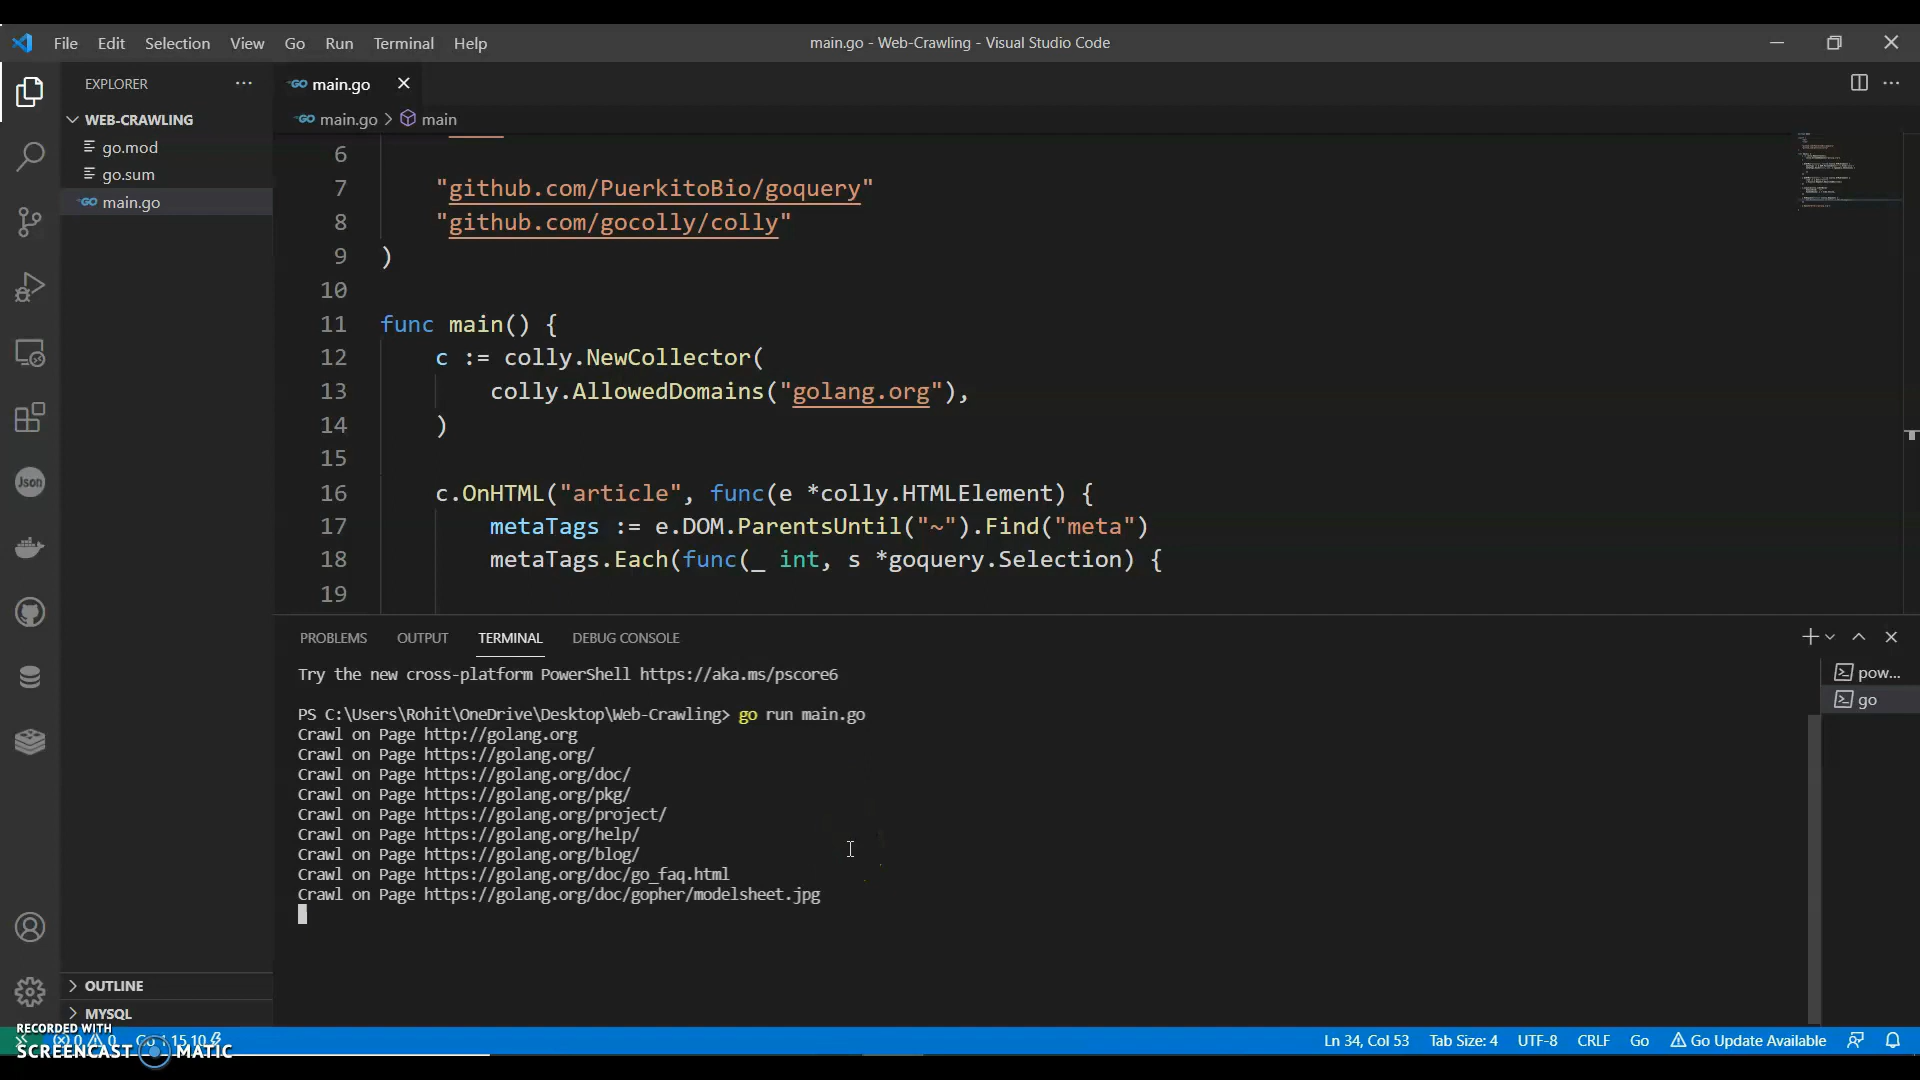 File Edit Selection View Go Run Terminal Help
main.go - Web-Crawling - Visual Studio Code
EXPLORER
WEB-CRAWLING
go.mod
go.sum
main.go
main.go
main.go > main
6
7 "github.com/PuerkitoBio/goquery"
8 "github.com/gocolly/colly"
9 )
10
11 func main() {
12 c := colly.NewCollector(
13 colly.AllowedDomains("golang.org"),
14 )
15
16 c.OnHTML("article", func(e *colly.HTMLElement) {
17 metaTags := e.DOM.ParentsUntil("~").Find("meta")
18 metaTags.Each(func(_ int, s *goquery.Selection) {
19
Json
PROBLEMS OUTPUT TERMINAL DEBUG CONSOLE
Try the new cross-platform PowerShell https://aka.ms/pscore6
PS C:\Users\Rohit\OneDrive\Desktop\Web-Crawling> go run main.go
Crawl on Page http://golang.org
Crawl on Page https://golang.org/
Crawl on Page https://golang.org/doc/
Crawl on Page https://golang.org/pkg/
Crawl on Page https://golang.org/project/
Crawl on Page https://golang.org/help/
Crawl on Page https://golang.org/blog/
Crawl on Page https://golang.org/doc/go_faq.html
Crawl on Page https://golang.org/doc/gopher/modelsheet.jpg
pow...
go
OUTLINE
MYSQL
RECORDED WITH
SCREENCAST MATIC
0 0 15.10
Ln 34, Col 53 Tab Size: 4 UTF-8 CRLF Go Go Update Available